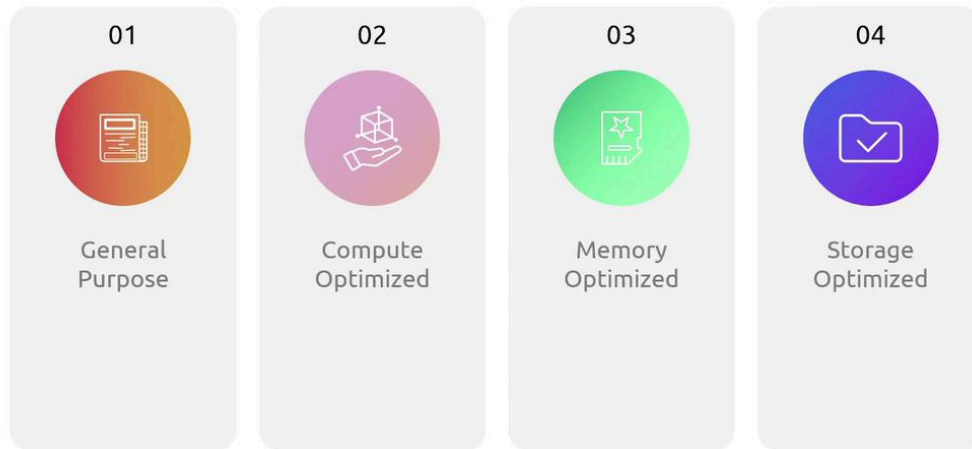 01
General
Purpose
02
Compute
Optimized
03
Memory
Optimized
04
Storage
Optimized